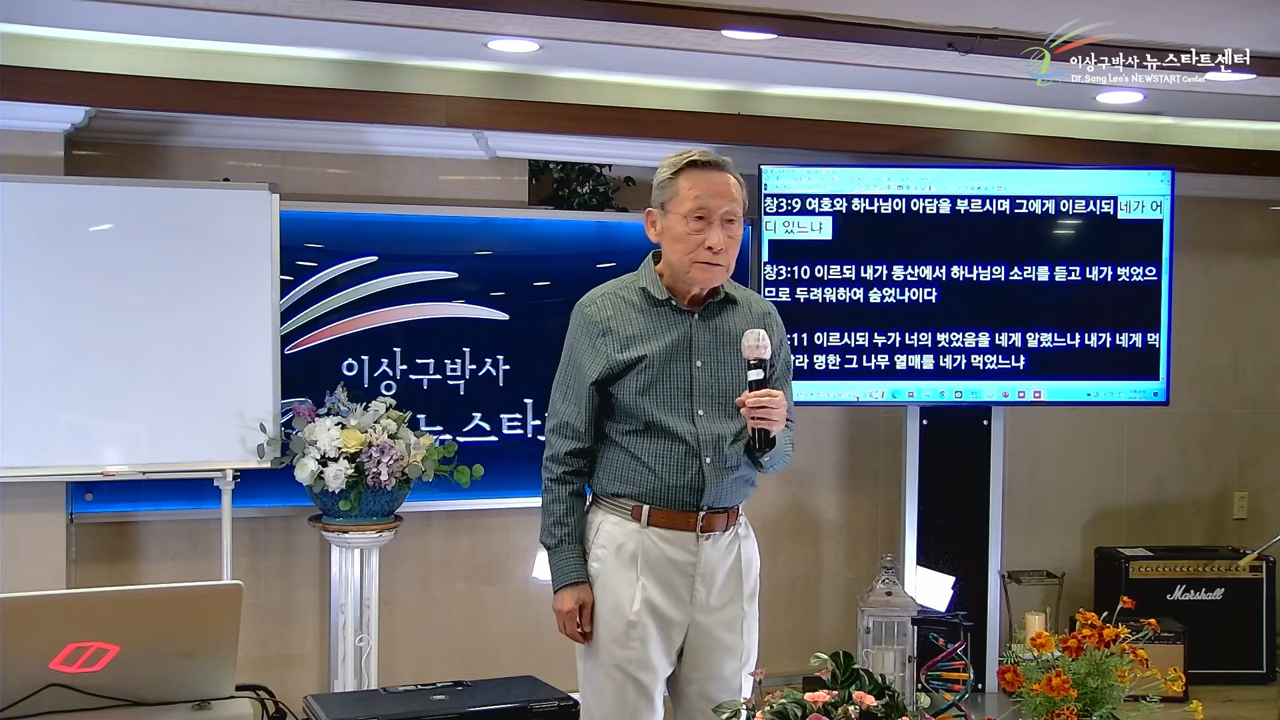 이상구박사 뉴스타트센터
Dr.Sang Lee's NEWSTART Center
창3:9 여호와 하나님이 아담을 부르시며 그에게 이르시되 네가 어
디 있느냐
창3:10 이르되 내가 동산에서 하나님의 소리를 듣고 내가 벗었으
므로 두려워하여 숨었나이다
:11 이르시되 누가 너의 벗었음을 네게 알렸느냐 내가 네게 먹
라 명한 그 나무 열매를 네가 먹었느냐
이상구박사
뉴스타
Marshall